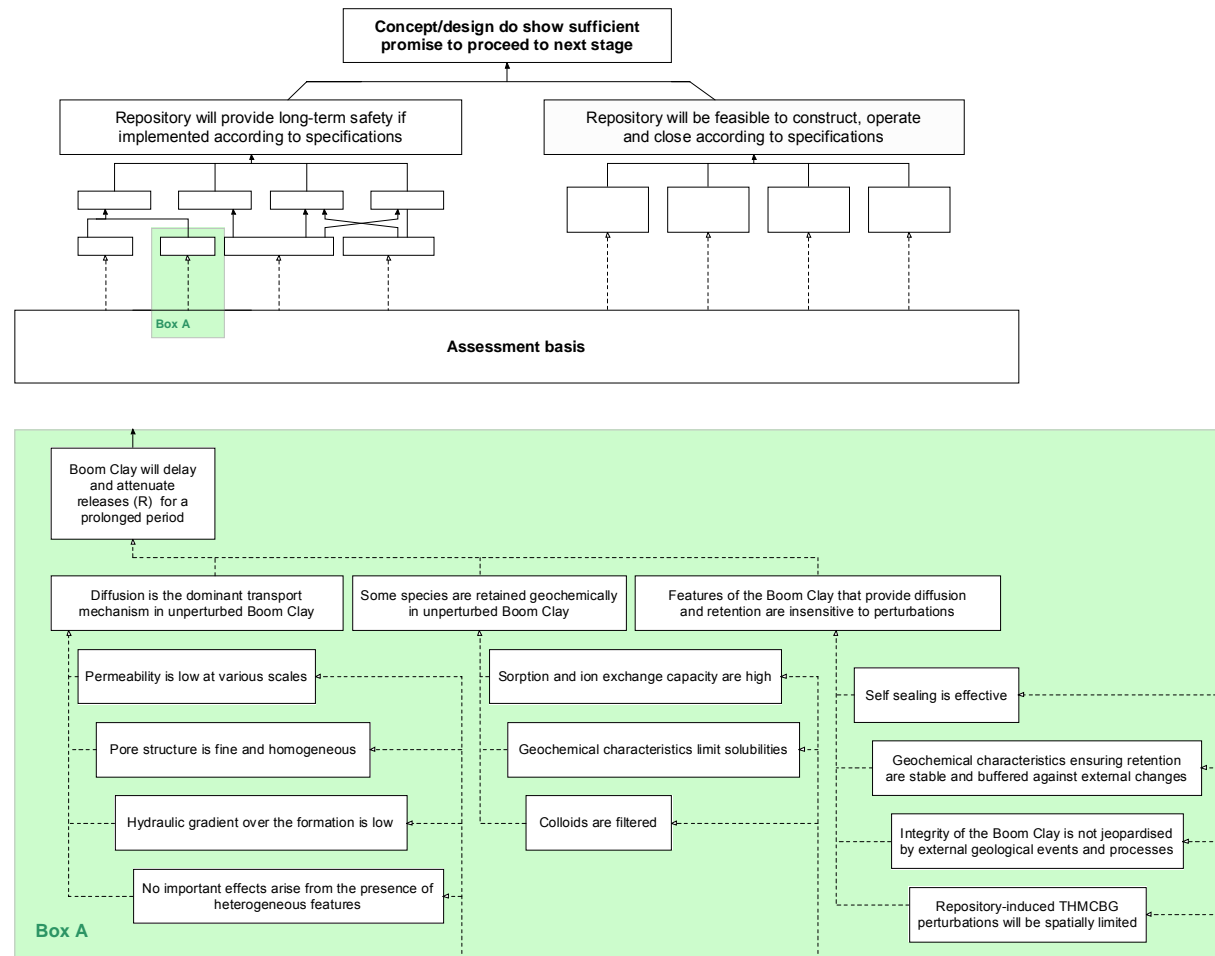 Concept/design do show sufficient
promise to proceed to next stage
Repository will provide long-term safety if
implemented according to specifications
Repository will be feasible to construct, operate
and close according to specifications
Box A
Assessment basis
Boom Clay will delay
and attenuate
releases (R) for a
prolonged period
Diffusion is the dominant transport
mechanism in unperturbed Boom Clay
Some species are retained geochemically
in unperturbed Boom Clay
Features of the Boom Clay that provide diffusion
and retention are insensitive to perturbations
Permeability is low at various scales
Pore structure is fine and homogeneous
Hydraulic gradient over the formation is low
No important effects arise from the presence of
heterogeneous features
Sorption and ion exchange capacity are high
Geochemical characteristics limit solubilities
Colloids are filtered
Self sealing is effective
Geochemical characteristics ensuring retention
are stable and buffered against external changes
Integrity of the Boom Clay is not jeopardised
by external geological events and processes
Repository-induced THMCBG
perturbations will be spatially limited
Box A